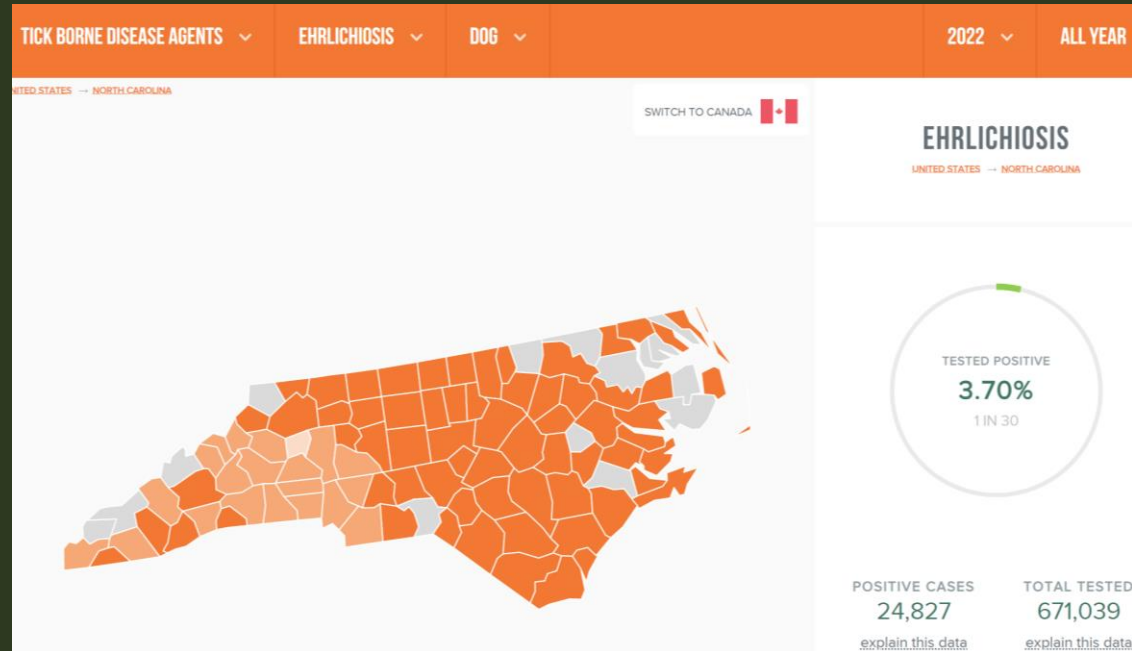 TICK BORNE DISEASE AGENTS EHRLICHIOSIS DOG 2022 ALL YEAR
NITED STATES → NORTH CAROLINA
SWITCH TO CANADA
EHRLICHIOSIS
UNITED STATES → NORTH CAROLINA
TESTED POSITIVE
3.70%
1 IN 30
POSITIVE CASES TOTAL TESTED
24,827 671,039
explain this data explain this data